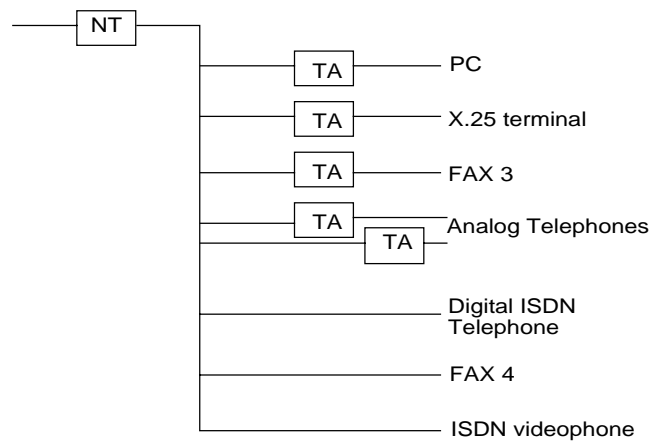 NT
TA
PC
TA
X.25 terminal
TA
FAX 3
TA
Analog Telephones
TA
Digital ISDN
Telephone
FAX 4
ISDN videophone